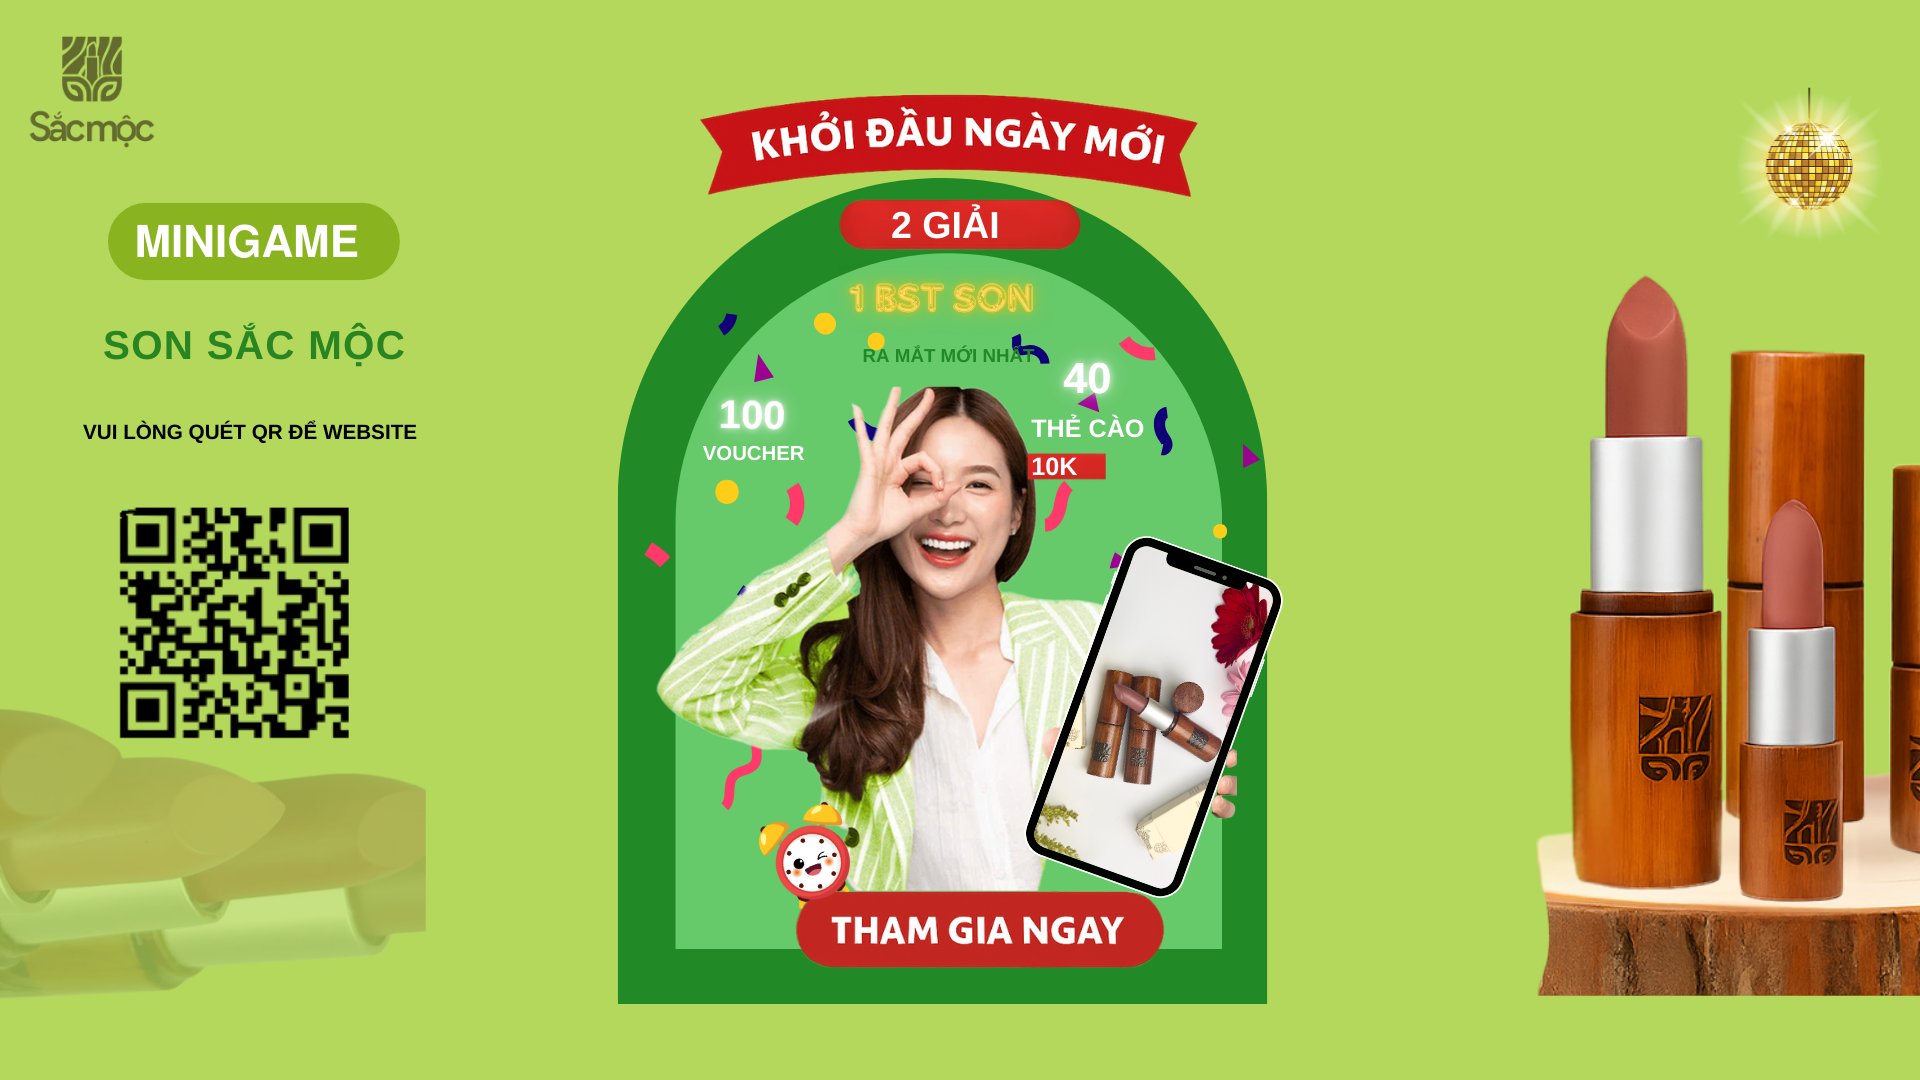 Sắcmộc
MINIGAME
SON SẮC MỘC
VUI LÒNG QUÉT QR ĐỂ WEBSITE
KHỞI ĐẦU NGÀY MỚI
2 GIẢI
1 BST SON
RA MẮT MỚI NHẤT
100
VOUCHER
40
THẺ CÀO
10K
THAM GIA NGAY